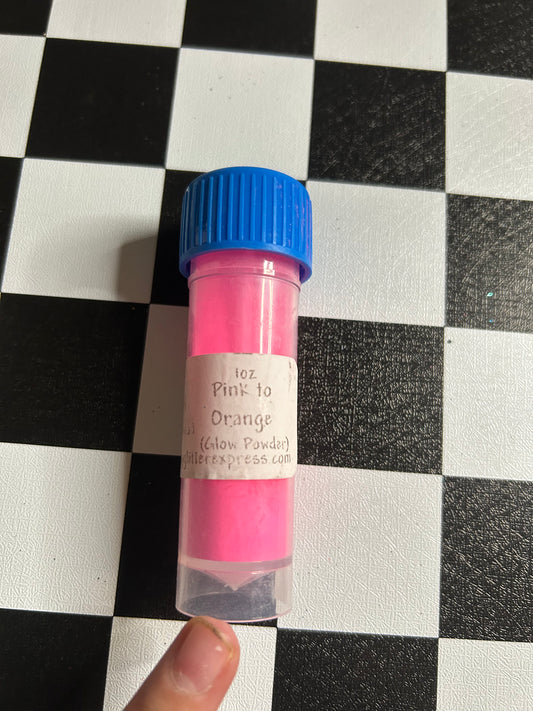 1oz
Pink to
Orange
(Glow Powder)
glitterexpress.com